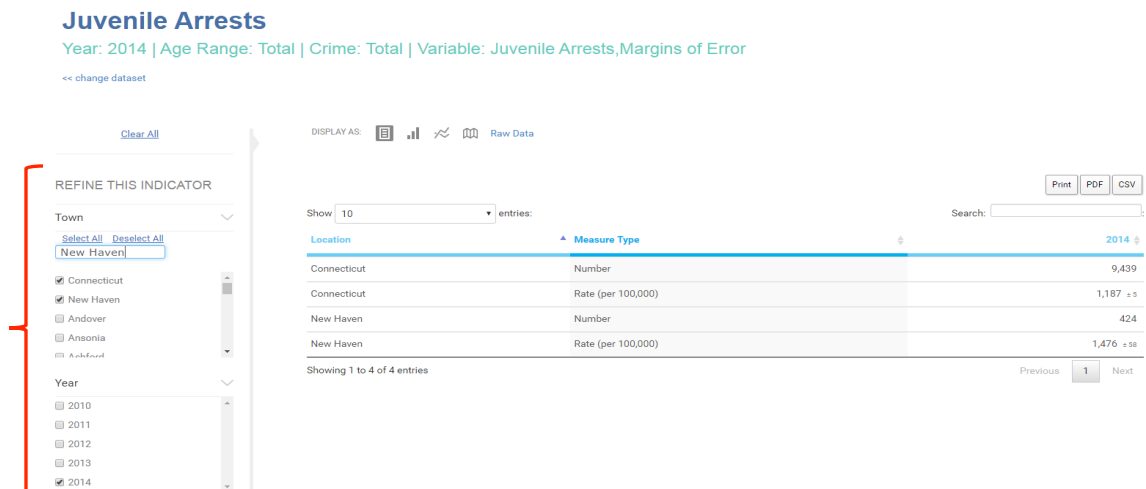 Juvenile Arrests
Year: 2014 | Age Range: Total | Crime: Total | Variable: Juvenile Arrests,Margins of Error
<< change dataset
Clear All
DISPLAY AS: Raw Data
REFINE THIS INDICATOR
Print PDF CSV
Town
Show 10 entries: Search:
Select All Deselect All
New Haven
Location Measure Type 2014
Connecticut Number 9,439
Connecticut Rate (per 100,000) 1,187 ±5
New Haven Number 424
New Haven Rate (per 100,000) 1,476 ±58
Showing 1 to 4 of 4 entries Previous 1 Next
Connecticut
New Haven
Andover
Ansonia
Ashford
Year
2010
2011
2012
2013
2014